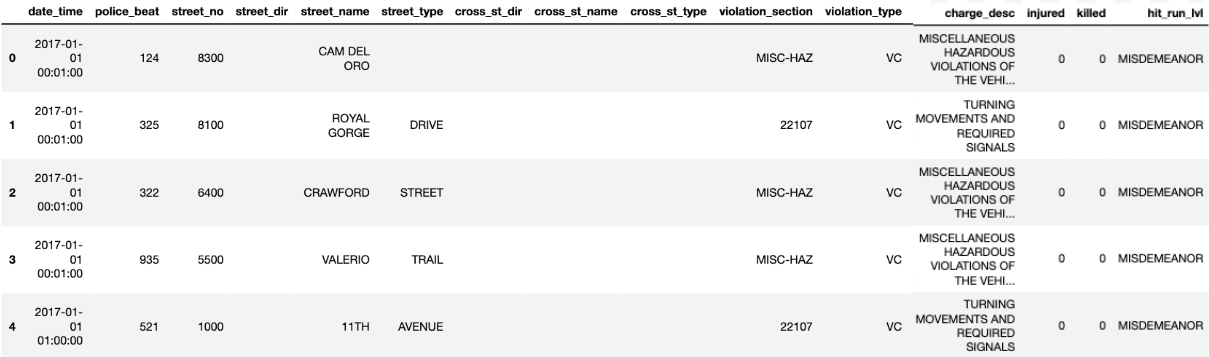 date_time police_beat street_no street_dir street_name street_type cross_st_dir cross_st_name cross_st_type violation_section violation_type charge_desc injured killed hit_run_lvl
0 2017-01-01 00:01:00 124 8300 CAM DEL ORO MISC-HAZ VC MISCELLANEOUS HAZARDOUS VIOLATIONS OF THE VEHI... 0 0 MISDEMEANOR
1 2017-01-01 00:01:00 325 8100 ROYAL GORGE DRIVE 22107 VC TURNING MOVEMENTS AND REQUIRED SIGNALS 0 0 MISDEMEANOR
2 2017-01-01 00:01:00 322 6400 CRAWFORD STREET MISC-HAZ VC MISCELLANEOUS HAZARDOUS VIOLATIONS OF THE VEHI... 0 0 MISDEMEANOR
3 2017-01-01 00:01:00 935 5500 VALERIO TRAIL MISC-HAZ VC MISCELLANEOUS HAZARDOUS VIOLATIONS OF THE VEHI... 0 0 MISDEMEANOR
4 2017-01-01 01:00:00 521 1000 11TH AVENUE 22107 VC TURNING MOVEMENTS AND REQUIRED SIGNALS 0 0 MISDEMEANOR